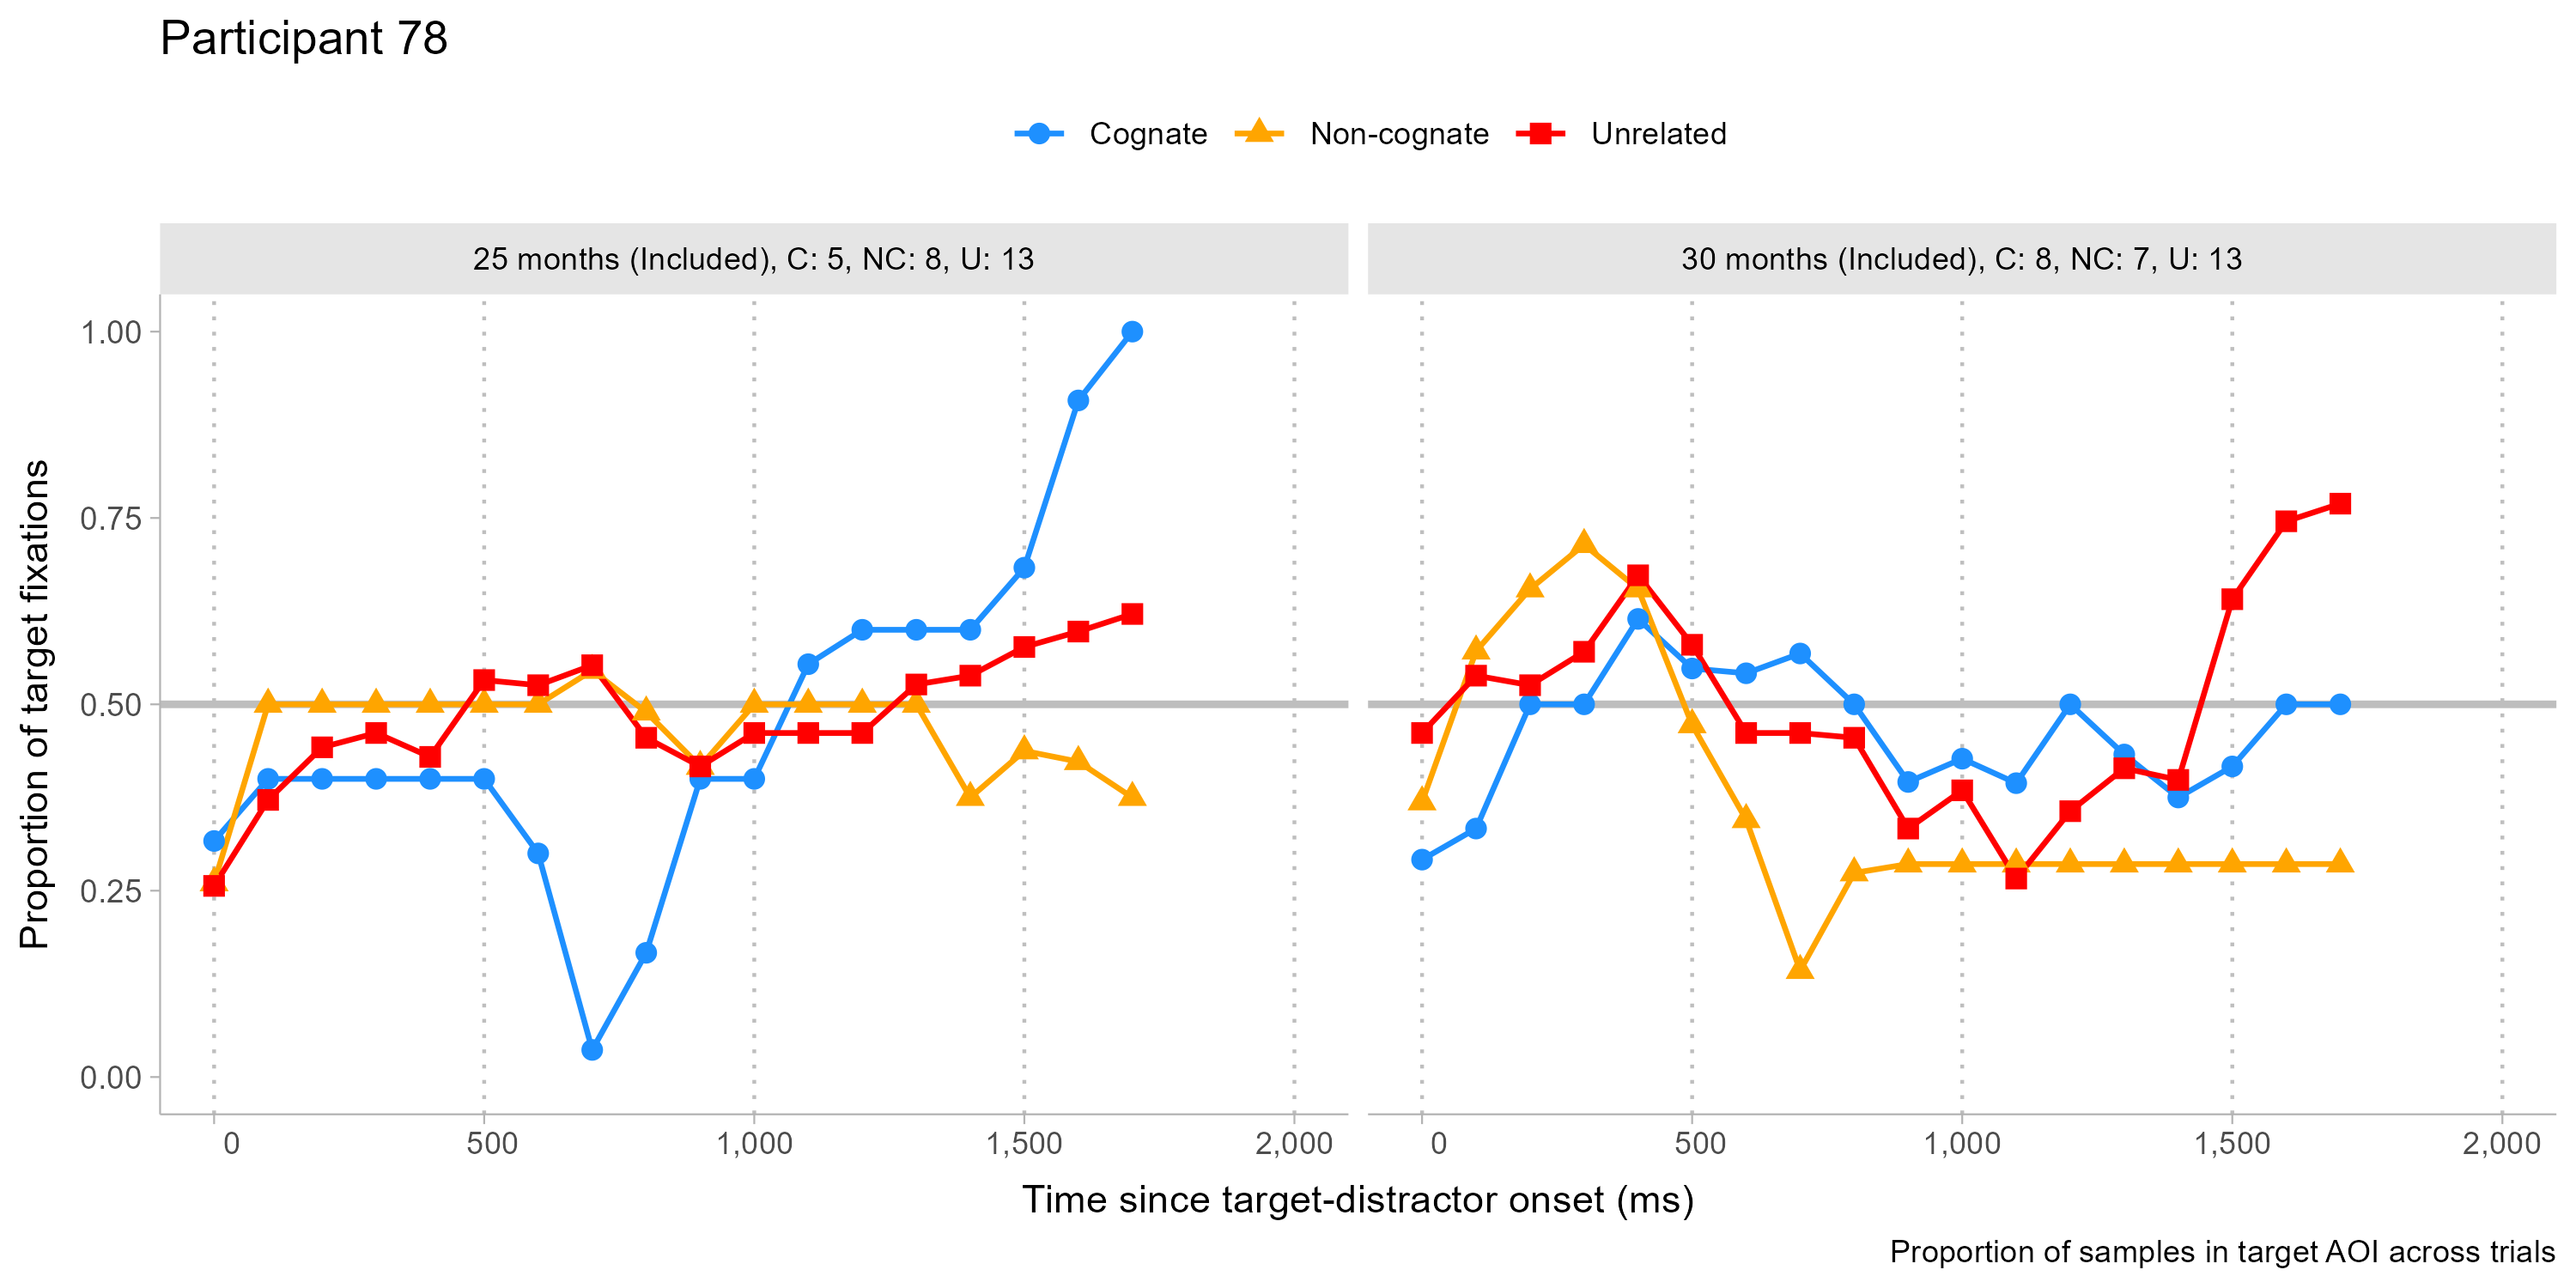 Participant 78
Cognate Non-cognate Unrelated
25 months (Included), C: 5, NC: 8, U: 13
30 months (Included), C: 8, NC: 7, U: 13
Proportion of target fixations
1.00
0.75
0.50
0.25
0.00
0 500 1,000 1,500 2,000
0 500 1,000 1,500 2,000
Time since target-distractor onset (ms)
Proportion of samples in target AOI across trials